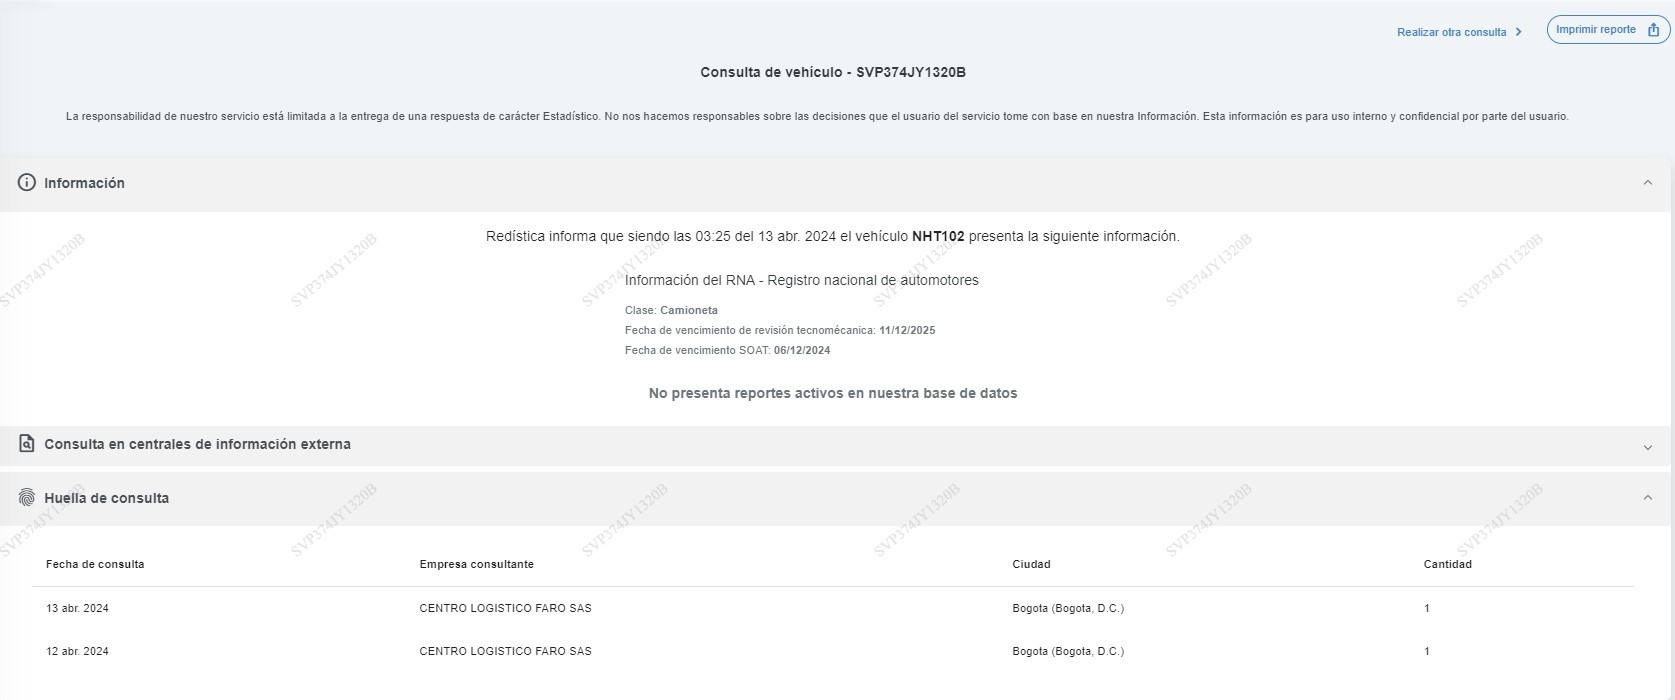 Realizar otra consulta
Imprimir reporte
Consulta de vehículo - SVP374JY1320B
La responsabilidad de nuestro servicio está limitada a la entrega de una respuesta de carácter Estadístico. No nos hacemos responsables sobre las decisiones que el usuario del servicio tome con base en nuestra Información. Esta información es para uso interno y confidencial por parte del usuario.
Información
Redística informa que siendo las 03:25 del 13 abr. 2024 el vehículo NHT102 presenta la siguiente información.
SVP374JY1320B SVP374JY1320B SVP374JY1320B SVP374JY1320B SVP374JY1320B SVP374JY1320B
Información del RNA - Registro nacional de automotores
Clase: Camioneta
Fecha de vencimiento de revisión tecnomécanica: 11/12/2025
Fecha de vencimiento SOAT: 06/12/2024
No presenta reportes activos en nuestra base de datos
Consulta en centrales de información externa
Huella de consulta
SVP374JY1320B SVP374JY1320B SVP374JY1320B SVP374JY1320B SVP374JY1320B SVP374JY1320B
Fecha de consulta Empresa consultante Ciudad Cantidad
13 abr. 2024 CENTRO LOGISTICO FARO SAS Bogota (Bogota, D.C.) 1
12 abr. 2024 CENTRO LOGISTICO FARO SAS Bogota (Bogota, D.C.) 1